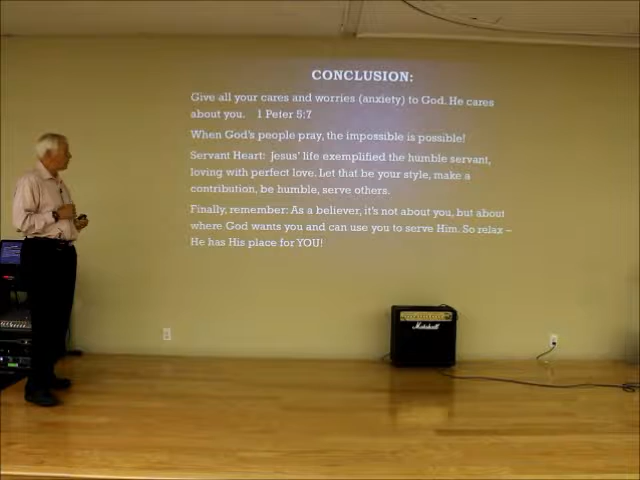 CONCLUSION:
Give all your cares and worries (anxiety) to God. He cares
about you. 1 Peter 5:7
When God's people pray, the impossible is possible!
Servant Heart: Jesus' life exemplified the humble servant,
loving with perfect love. Let that be your style, make a
contribution, be humble, serve others.
Finally, remember: As a believer, it's not about you, but about
where God wants you and can use you to serve Him. So relax –
He has His place for YOU!
Marshall